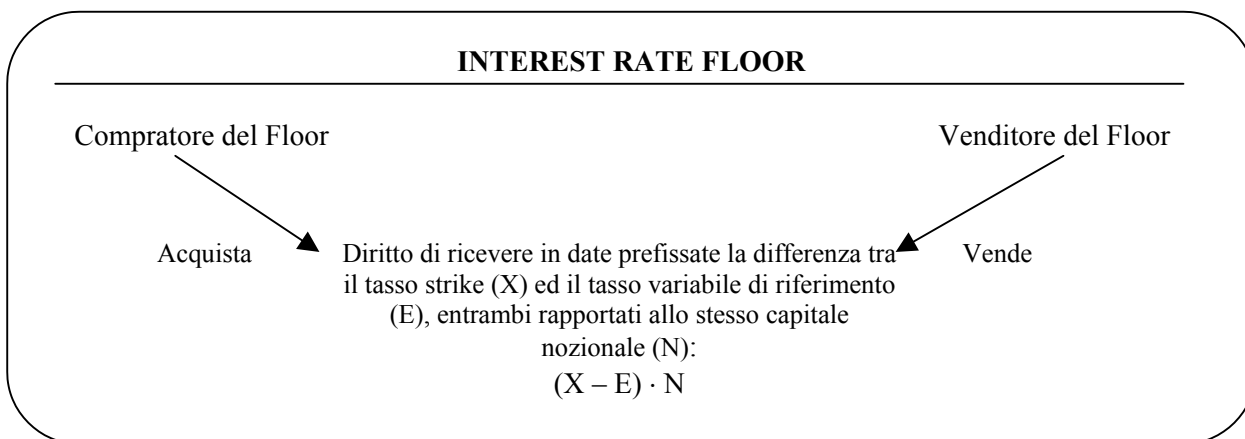 INTEREST RATE FLOOR
Compratore del Floor
Venditore del Floor
Acquista
Diritto di ricevere in date prefissate la differenza tra
il tasso strike (X) ed il tasso variabile di riferimento
(E), entrambi rapportati allo stesso capitale
nozionale (N):
(X – E) · N
Vende